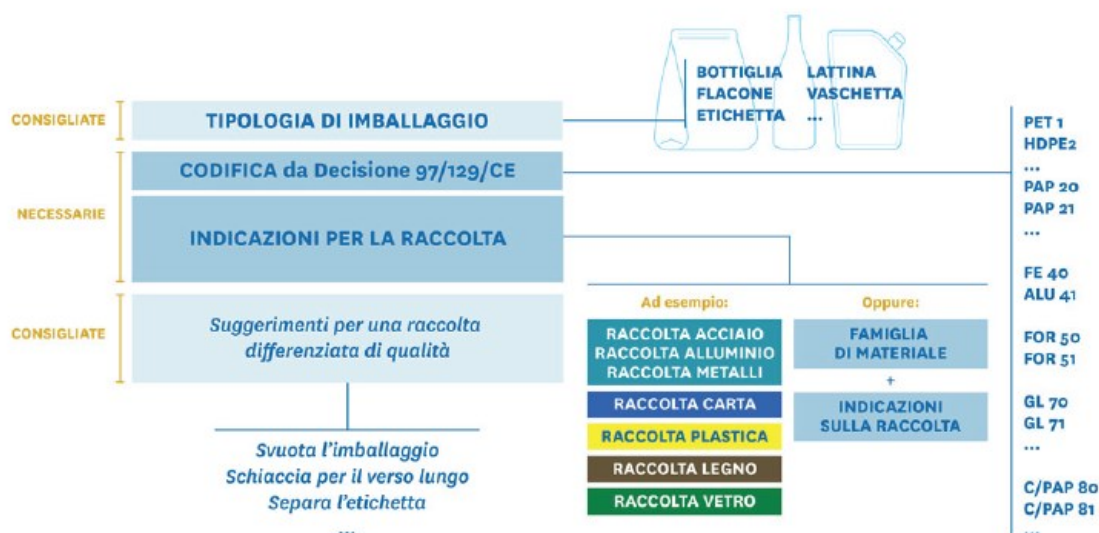 BOTTIGLIA LATTINA
FLACONE VASCHETTA
ETICHETTA ...
CONSIGLIATE
TIPOLOGIA DI IMBALLAGGIO
NECESSARIE
CODIFICA da Decisione 97/129/CE
INDICAZIONI PER LA RACCOLTA
CONSIGLIATE
Suggerimenti per una raccolta
differenziata di qualità
Svuota l'imballaggio
Schiaccia per il verso lungo
Separa l'etichetta
...
Ad esempio:
RACCOLTA ACCIAIO
RACCOLTA ALLUMINIO
RACCOLTA METALLI
RACCOLTA CARTA
RACCOLTA PLASTICA
RACCOLTA LEGNO
RACCOLTA VETRO
Oppure:
FAMIGLIA
DI MATERIALE
+
INDICAZIONI
SULLA RACCOLTA
PET 1
HDPE2
...
PAP 20
PAP 21
...
FE 40
ALU 41
FOR 50
FOR 51
GL 70
GL 71
...
C/PAP 80
C/PAP 81
...